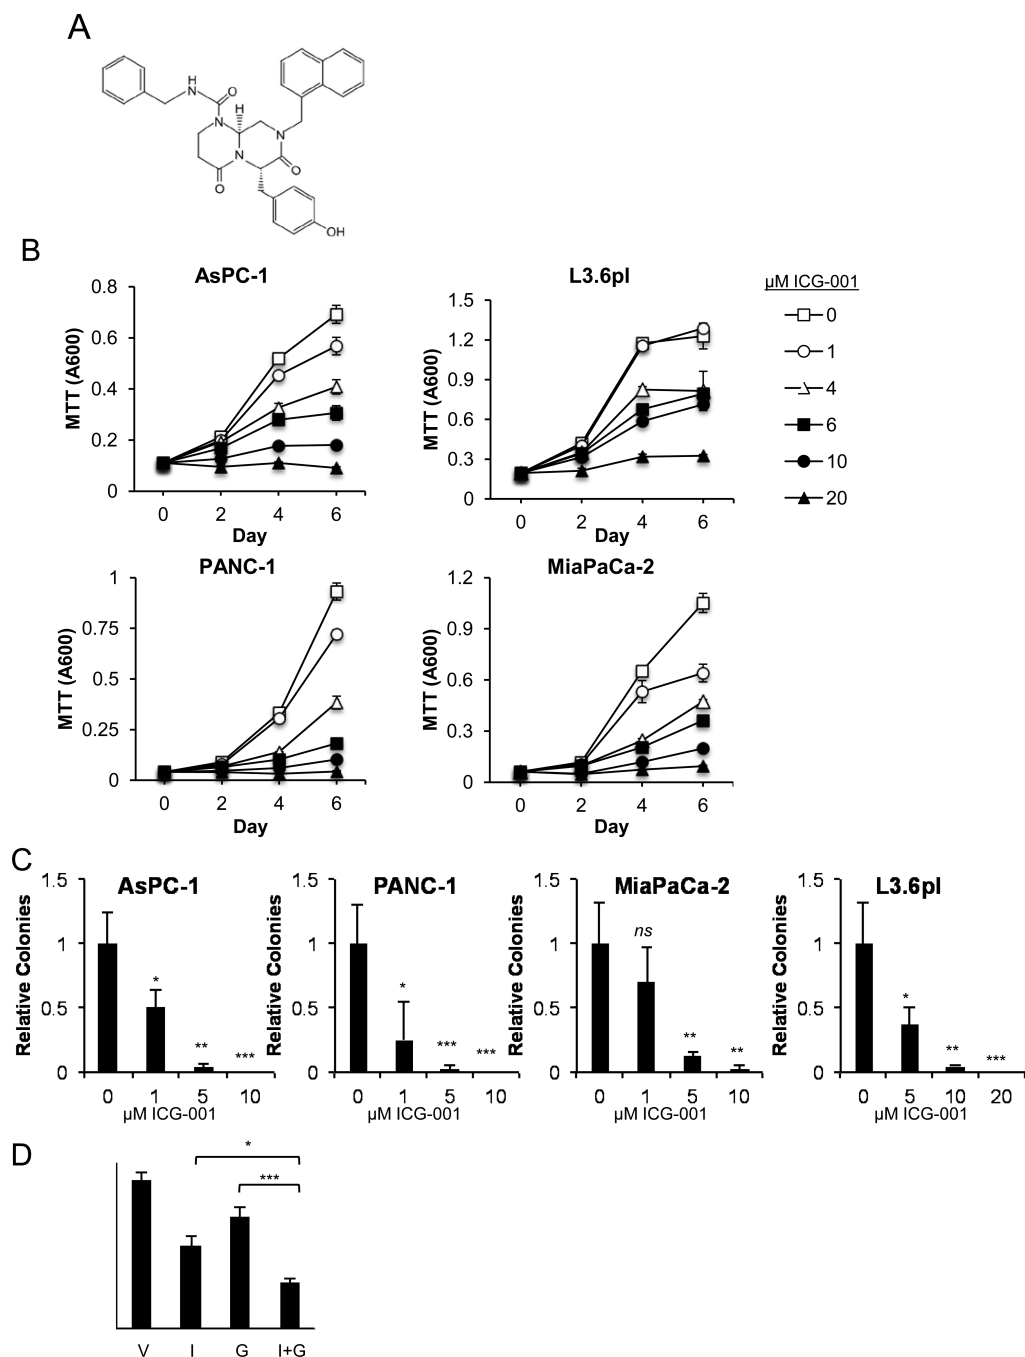 A
H
N
O
H
N
N
N
O
O
OH
B
AsPC-1
0.8
0.6
0.4
0.2
0
MTT (A600)
0 2 4 6
Day
L3.6pl
1.5
1.2
0.9
0.6
0.3
0
MTT (A600)
0 2 4 6
Day
µM ICG-001
0
1
4
6
10
20
PANC-1
1
0.75
0.5
0.25
0
MTT (A600)
0 2 4 6
Day
MiaPaCa-2
1.2
0.9
0.6
0.3
0
MTT (A600)
0 2 4 6
Day
C
AsPC-1
1.5
1
0.5
0
Relative Colonies
*
**
***
0 1 5 10
µM ICG-001
PANC-1
1.5
1
0.5
0
Relative Colonies
*
***
***
0 1 5 10
µM ICG-001
MiaPaCa-2
1.5
1
0.5
0
Relative Colonies
ns
**
**
0 1 5 10
µM ICG-001
L3.6pl
1.5
1
0.5
0
Relative Colonies
*
**
***
0 5 10 20
µM ICG-001
D
*
***
V I G I+G